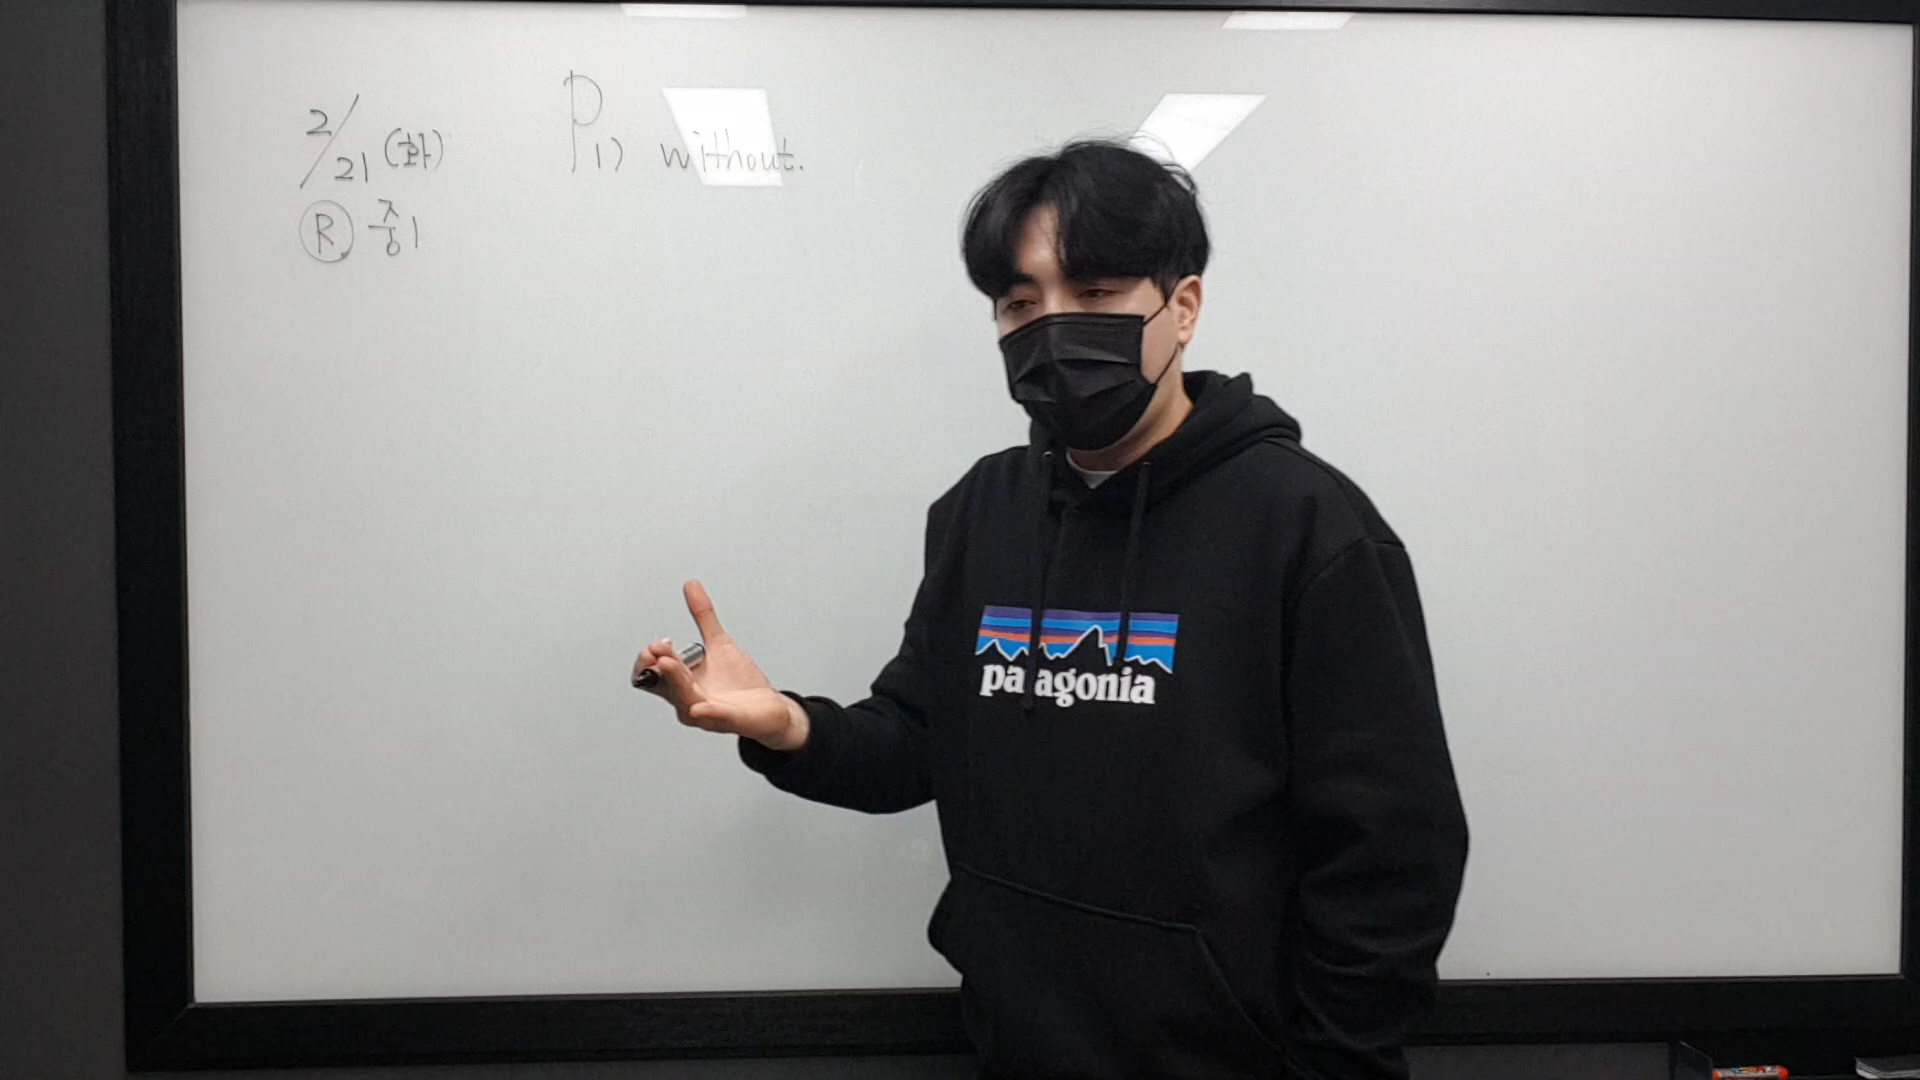 2/21 (화)
Ⓡ 중1
P1) without.
patagonia